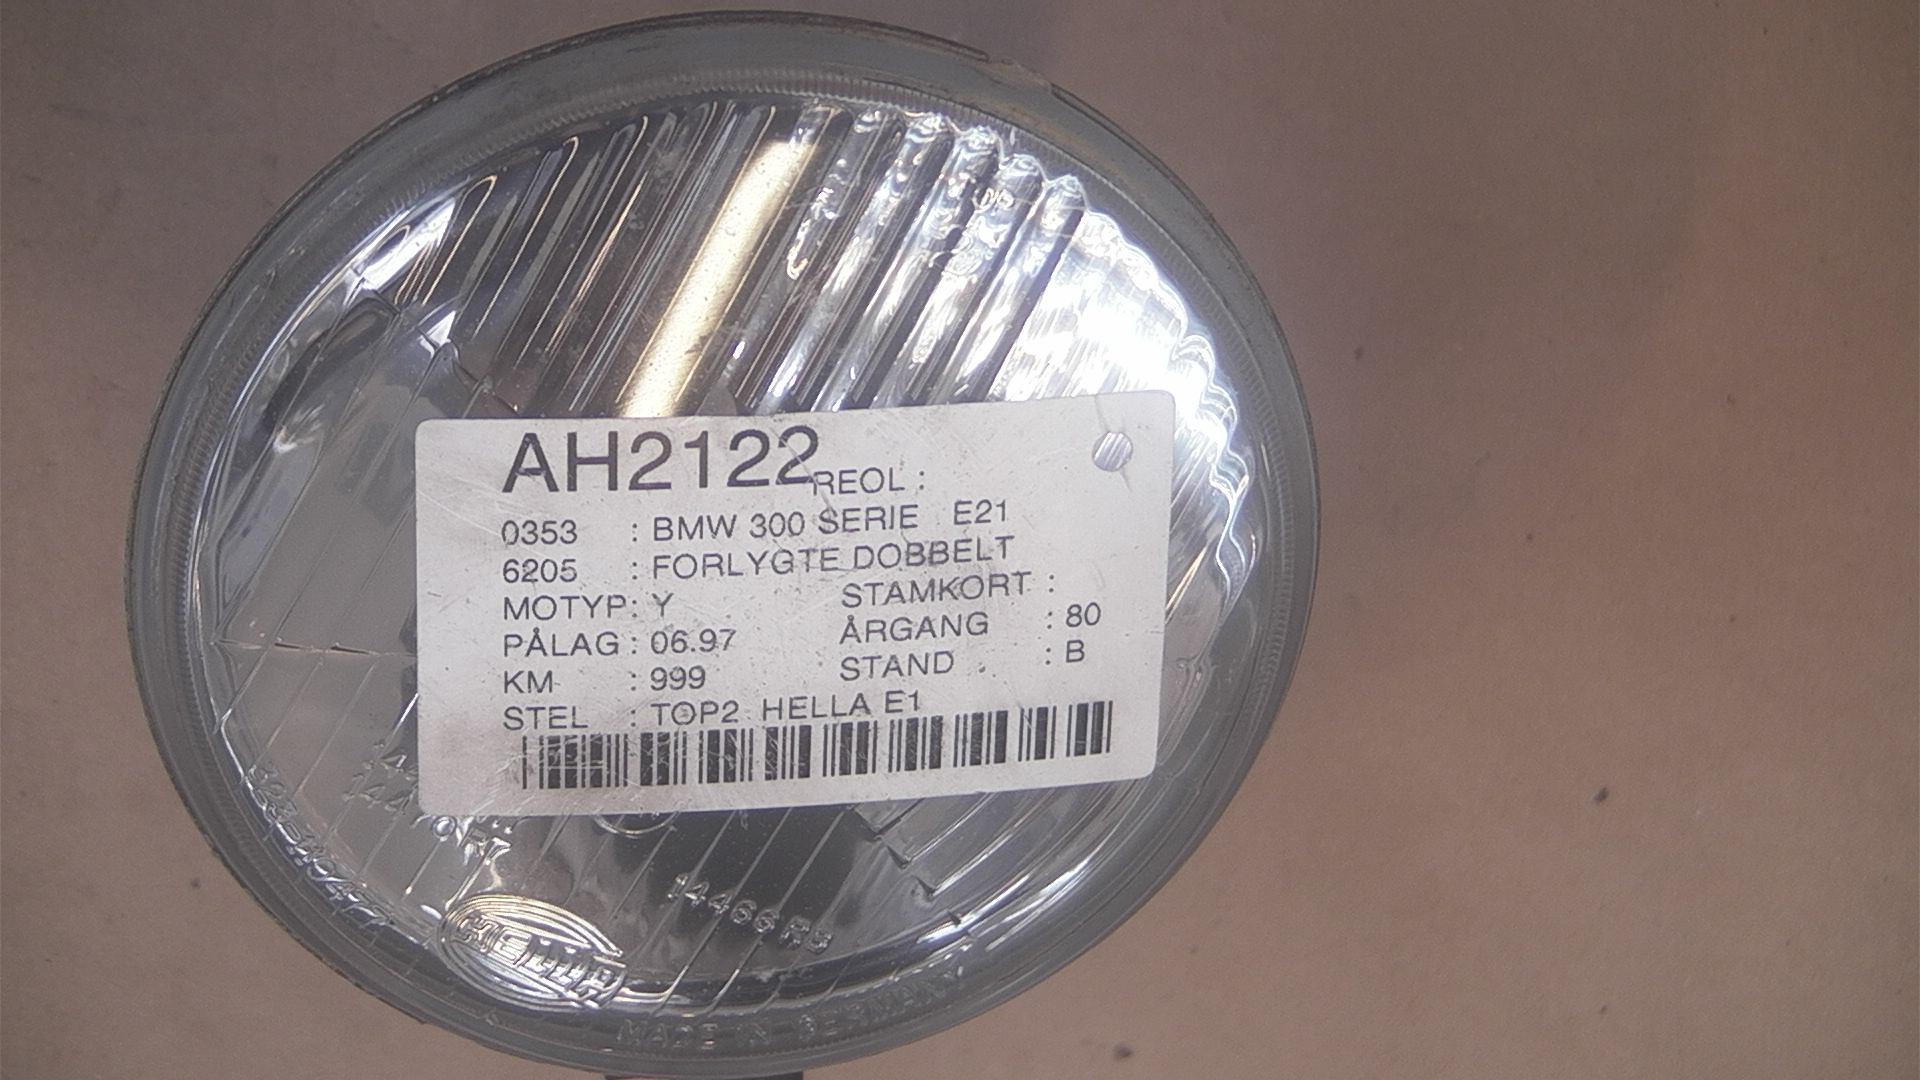 AH2122 REOL :
0353 : BMW 300 SERIE E21
6205 : FORLYGTE DOBBELT
MOTYP : Y STAMKORT :
PÅLAG : 06.97 ÅRGANG : 80
KM : 999 STAND : B
STEL : TOP2 HELLA E1
14466 R3
HELLA
MADE IN GERMANY